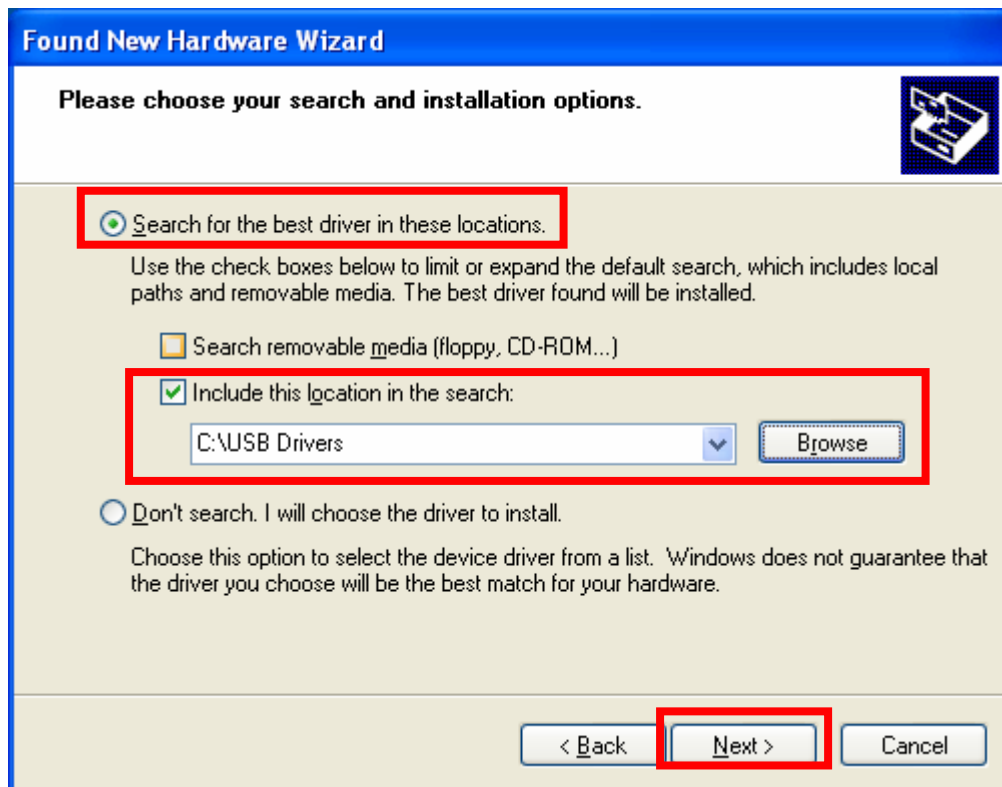 Found New Hardware Wizard
Please choose your search and installation options.
Search for the best driver in these locations.
Use the check boxes below to limit or expand the default search, which includes local
paths and removable media. The best driver found will be installed.
Search removable media (floppy, CD-ROM...)
Include this location in the search:
C:\USB Drivers
Browse
Don't search. I will choose the driver to install.
Choose this option to select the device driver from a list. Windows does not guarantee that
the driver you choose will be the best match for your hardware.
< Back
Next >
Cancel